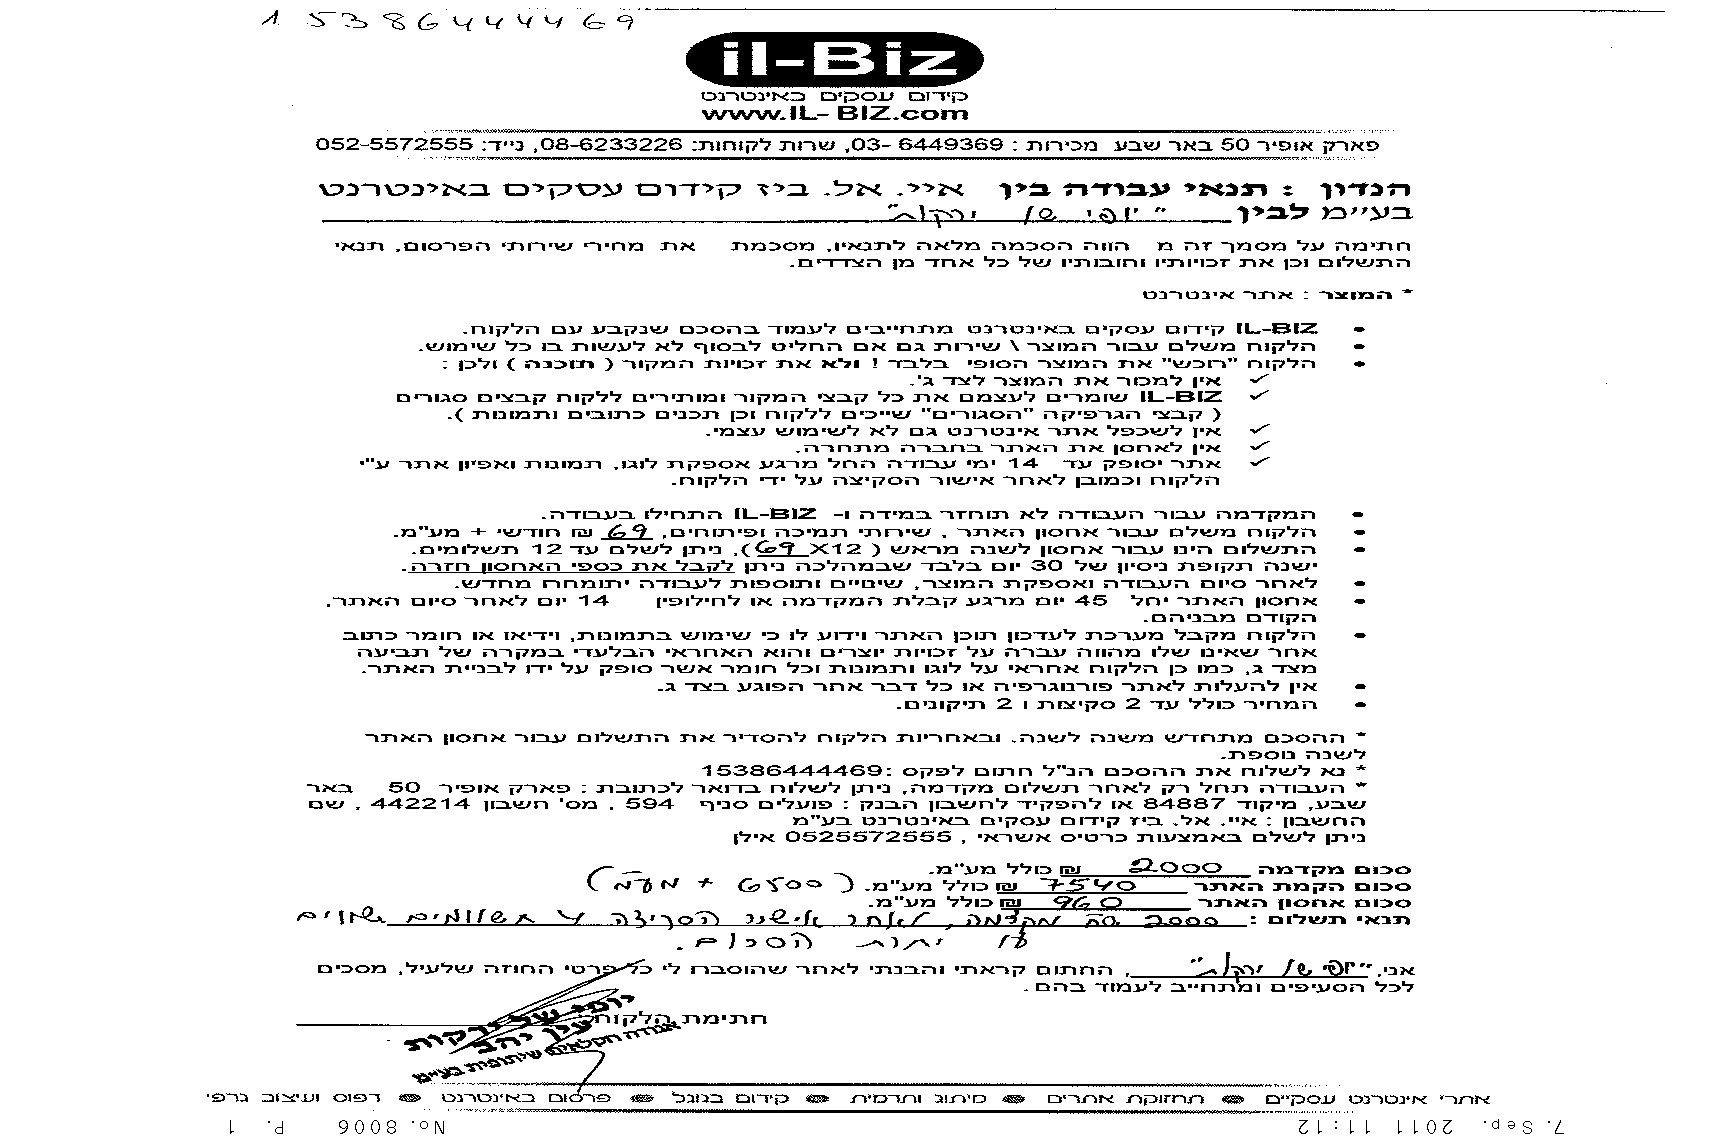 1 5386444469
il-Biz
קידום עסקים באינטרנט
www.IL-BIZ.com
פארק אופיר 50 באר שבע מכירות : 6449369 -03, שרות לקוחות: 08-6233226, נייד: 052-5572555
הנדון : תנאי עבודה בין איי. אל. ביז קידום עסקים באינטרנט
בע"מ לבין "יופי של ירקות"
חתימה על מסמך זה מ הווה הסכמה מלאה לתנאיו, מסכמת את מחירי שירותי הפרסום, תנאי
התשלום וכן את זכויותיו וחובותיו של כל אחד מן הצדדים.
* המוצר : אתר אינטרנט
• IL-BIZ קידום עסקים באינטרנט מתחייבים לעמוד בהסכם שנקבע עם הלקוח.
• הלקוח משלם עבור המוצר \ שירות גם אם החליט לבסוף לא לעשות בו כל שימוש.
• הלקוח "רוכש" את המוצר הסופי בלבד ! ולא את זכויות המקור ( תוכנה ) ולכן :
✓ אין למכור את המוצר לצד ג'.
✓ IL-BIZ שומרים לעצמם את כל קבצי המקור ומותירים ללקוח קבצים סגורים
( קבצי הגרפיקה "הסגורים" שייכים ללקוח וכן תכנים כתובים ותמונות ).
✓ אין לשכפל אתר אינטרנט גם לא לשימוש עצמי.
✓ אין לאחסן את האתר בחברה מתחרה.
✓ אתר יסופק עד 14 ימי עבודה החל מרגע אספקת לוגו, תמונות ואפיון אתר ע"י
הלקוח וכמובן לאחר אישור הסקיצה על ידי הלקוח.
• המקדמה עבור העבודה לא תוחזר במידה ו- IL-BIZ התחילו בעבודה.
• הלקוח משלם עבור אחסון האתר , שירותי תמיכה ופיתוחים, 69 ₪ חודשי + מע"מ.
• התשלום הינו עבור אחסון לשנה מראש ( 69 X12), ניתן לשלם עד 12 תשלומים.
ישנה תקופת ניסיון של 30 יום בלבד שבמהלכה ניתן לקבל את כספי האחסון חזרה.
• לאחר סיום העבודה ואספקת המוצר, שינויים ותוספות לעבודה יתומחרו מחדש.
• אחסון האתר יחל 45 יום מרגע קבלת המקדמה או לחילופין 14 יום לאחר סיום האתר,
הקודם מבניהם.
• הלקוח מקבל מערכת לעדכון תוכן האתר וידוע לו כי שימוש בתמונות, וידיאו או חומר כתוב
אחר שאינו שלו מהווה עברה על זכויות יוצרים והוא האחראי הבלעדי במקרה של תביעה
מצד ג, כמו כן הלקוח אחראי על לוגו ותמונות וכל חומר אשר סופק על ידו לבניית האתר.
• אין להעלות לאתר פורנוגרפיה או כל דבר אחר הפוגע בצד ג.
• המחיר כולל עד 2 סקיצות ו 2 תיקונים.
* ההסכם מתחדש משנה לשנה, ובאחריות הלקוח להסדיר את התשלום עבור אחסון האתר
לשנה נוספת.
* נא לשלוח את ההסכם הנ"ל חתום לפקס :15386444469
* העבודה תחל רק לאחר תשלום מקדמה, ניתן לשלוח בדואר לכתובת : פארק אופיר 50 באר
שבע, מיקוד 84887 או להפקיד לחשבון הבנק : פועלים סניף 594 , מס' חשבון 442214 , שם
החשבון : איי. אל. ביז קידום עסקים באינטרנט בע"מ
ניתן לשלם באמצעות כרטיס אשראי , 0525572555 אילן
סכום מקדמה 2000 ₪ כולל מע"מ.
סכום הקמת האתר 7540 ₪ כולל מע"מ. ( 6500 + מע"מ )
סכום אחסון האתר 960 ₪ כולל מע"מ.
תנאי תשלום : 2000 ₪ מקדמה, לאחר אישור הסקיצה 4 תשלומים שווים
על יתרת הסכום.
אני, "יופי של ירקות" , החתום קראתי והבנתי לאחר שהוסבח לי כל פרטי החוזה שלעיל, מסכים
לכל הסעיפים ומתחייב לעמוד בהם.
חתימת הלקוח
יופי של ירקות
עין יהב
אגודה חקלאים שיתופית בע"מ
אתרי אינטרנט עסקיים תחזוקת אתרים מיתוג ותדמית קידום בגוגל פרסום באינטרנט דפוס ועיצוב גרפי
7. Sep. 2011 11:12 No. 8006 P. 1